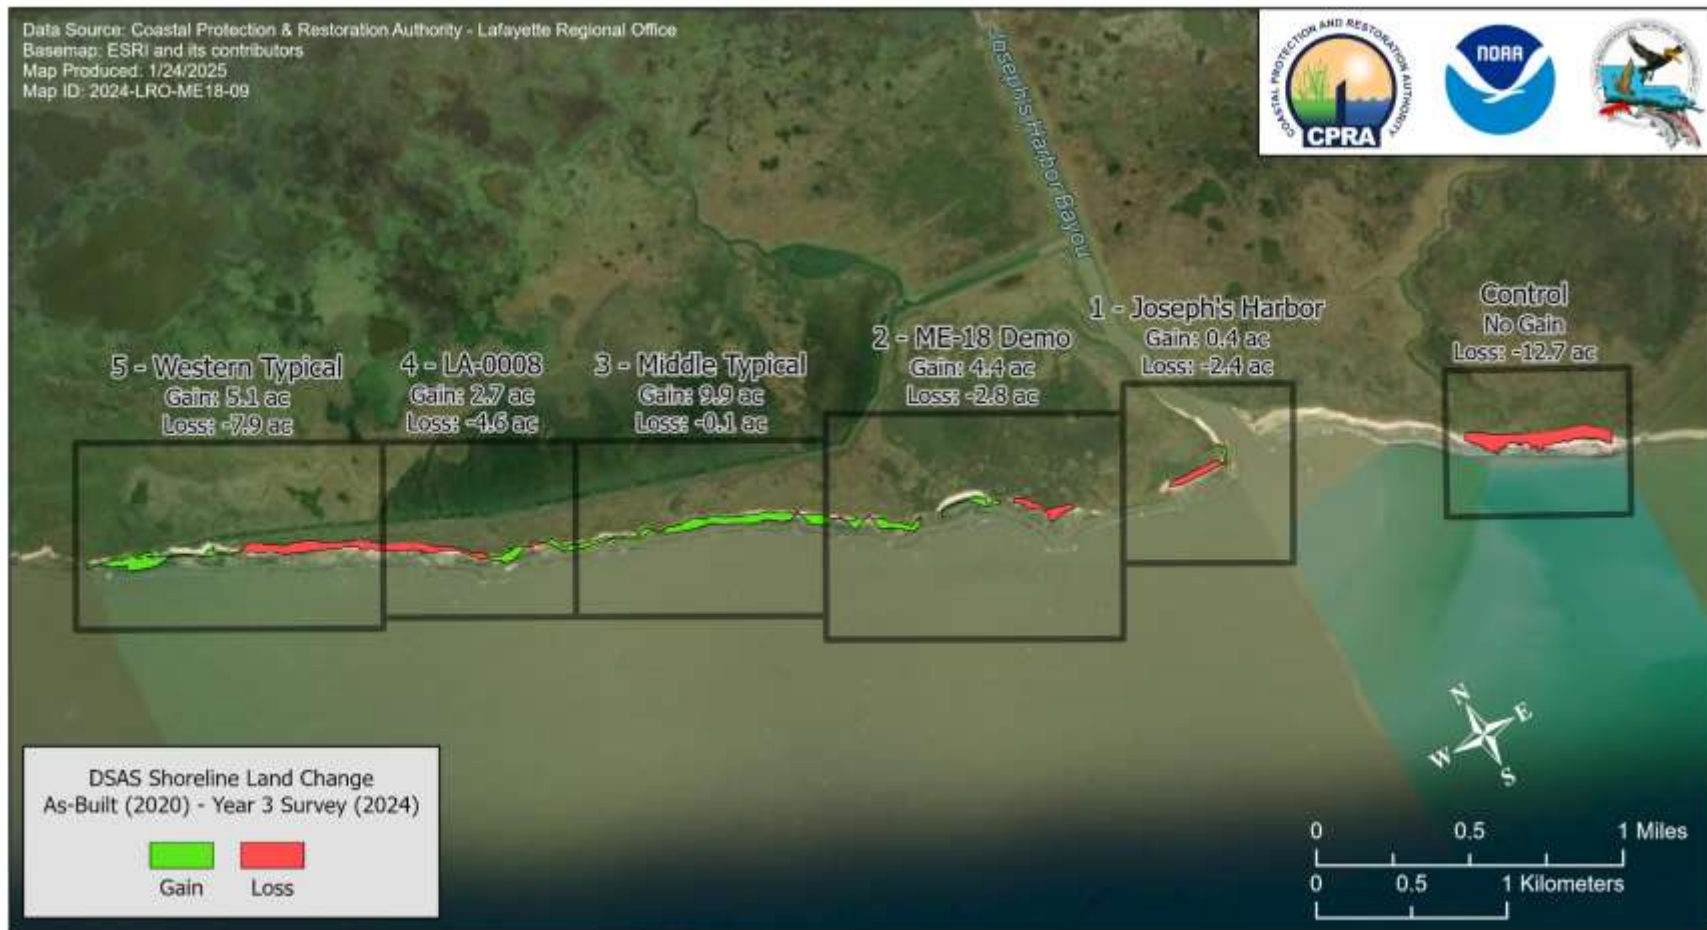 Data Source: Coastal Protection & Restoration Authority - Lafayette Regional Office
Basemap: ESRI and its contributors
Map Produced: 1/24/2025
Map ID: 2024-LRO-ME18-09
COASTAL PROTECTION AND RESTORATION AUTHORITY
CPRA
NOAA
Joseph's Harbor Bayou
5 - Western Typical
Gain: 5.1 ac
Loss: -7.9 ac
4 - LA-0008
Gain: 2.7 ac
Loss: -4.6 ac
3 - Middle Typical
Gain: 9.9 ac
Loss: -0.1 ac
2 - ME-18 Demo
Gain: 4.4 ac
Loss: -2.8 ac
1 - Joseph's Harbor
Gain: 0.4 ac
Loss: -2.4 ac
Control
No Gain
Loss: -12.7 ac
N
E
W
S
DSAS Shoreline Land Change
As-Built (2020) - Year 3 Survey (2024)
Gain Loss
0 0.5 1 Miles
0 0.5 1 Kilometers